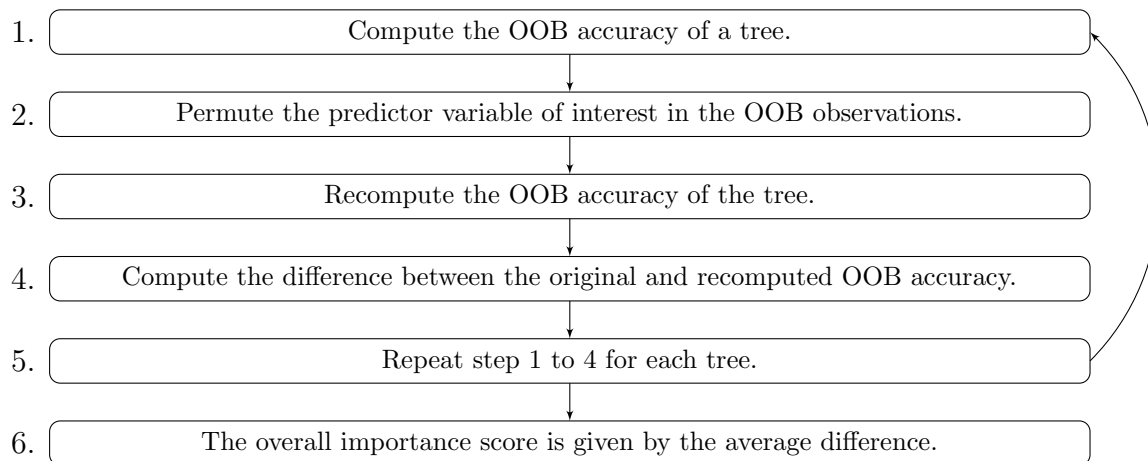 1. Compute the OOB accuracy of a tree.
2. Permute the predictor variable of interest in the OOB observations.
3. Recompute the OOB accuracy of the tree.
4. Compute the difference between the original and recomputed OOB accuracy.
5. Repeat step 1 to 4 for each tree.
6. The overall importance score is given by the average difference.